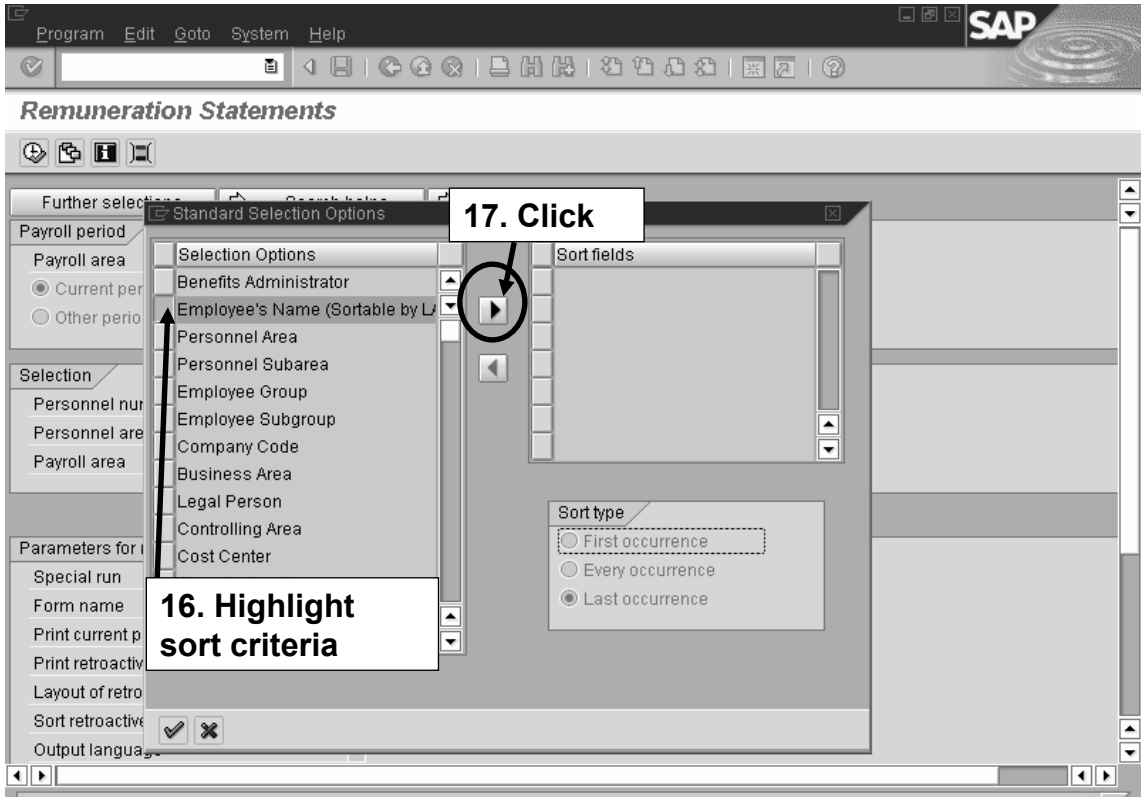 Program Edit Goto System Help
SAP
Remuneration Statements
Further selections Search helps
Standard Selection Options
17. Click
Payroll period
Payroll area
Current per
Other perio
Selection Options
Sort fields
Benefits Administrator
Employee's Name (Sortable by LA
Personnel Area
Personnel Subarea
Employee Group
Employee Subgroup
Company Code
Business Area
Legal Person
Controlling Area
Cost Center
Selection
Personnel nur
Personnel are
Payroll area
Sort type
First occurrence
Every occurrence
Last occurrence
16. Highlight
sort criteria
Parameters for
Special run
Form name
Print current p
Print retroactiv
Layout of retro
Sort retroactive
Output language